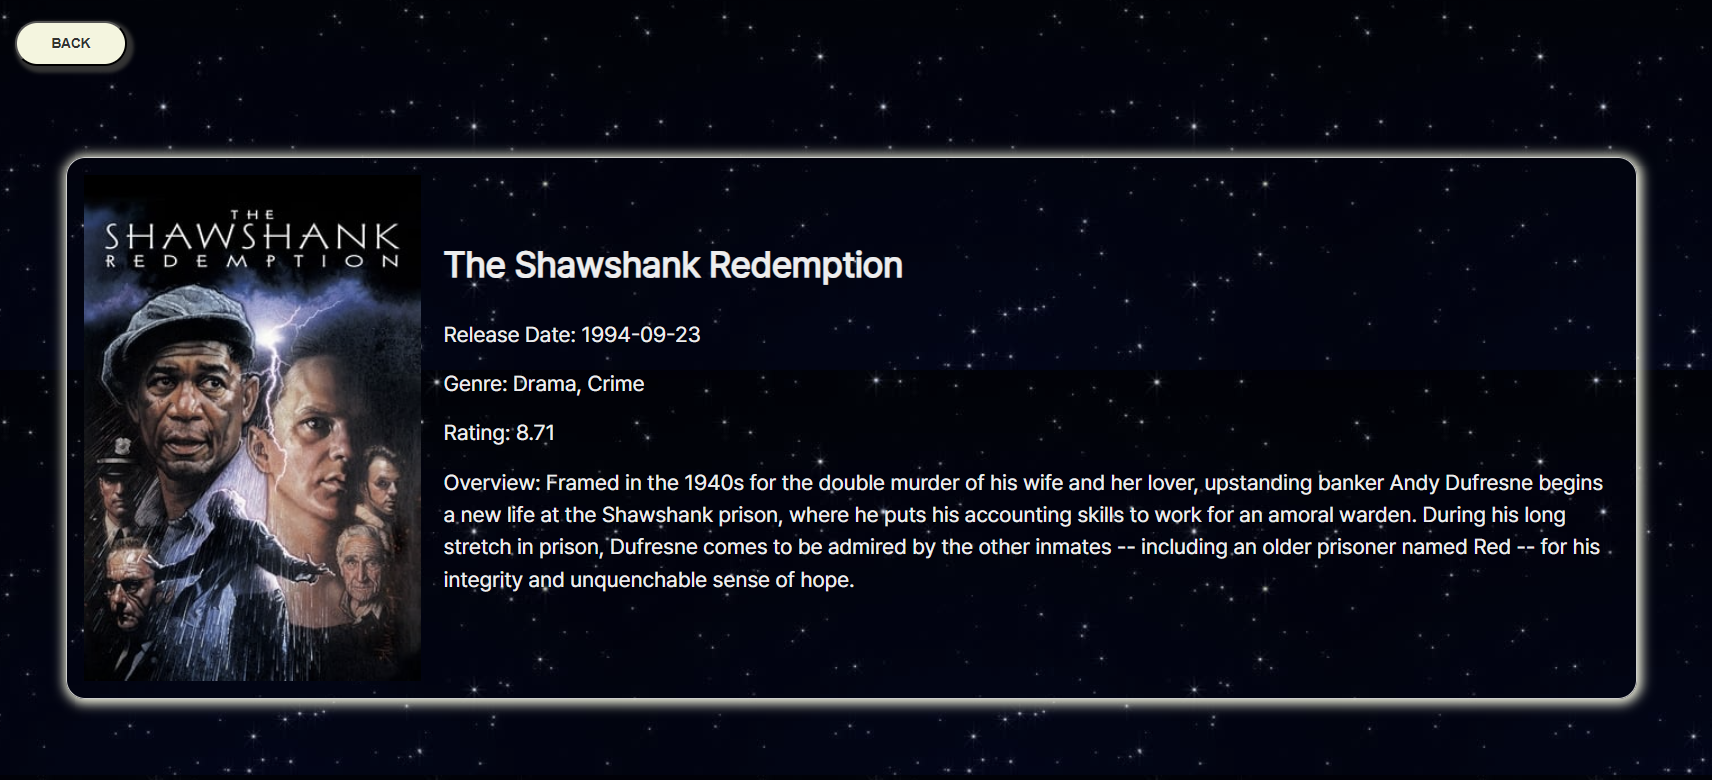 BACK
THE
SHAWSHANK
REDEMPTION
The Shawshank Redemption
Release Date: 1994-09-23
Genre: Drama, Crime
Rating: 8.71
Overview: Framed in the 1940s for the double murder of his wife and her lover, upstanding banker Andy Dufresne begins
a new life at the Shawshank prison, where he puts his accounting skills to work for an amoral warden. During his long
stretch in prison, Dufresne comes to be admired by the other inmates -- including an older prisoner named Red -- for his
integrity and unquenchable sense of hope.